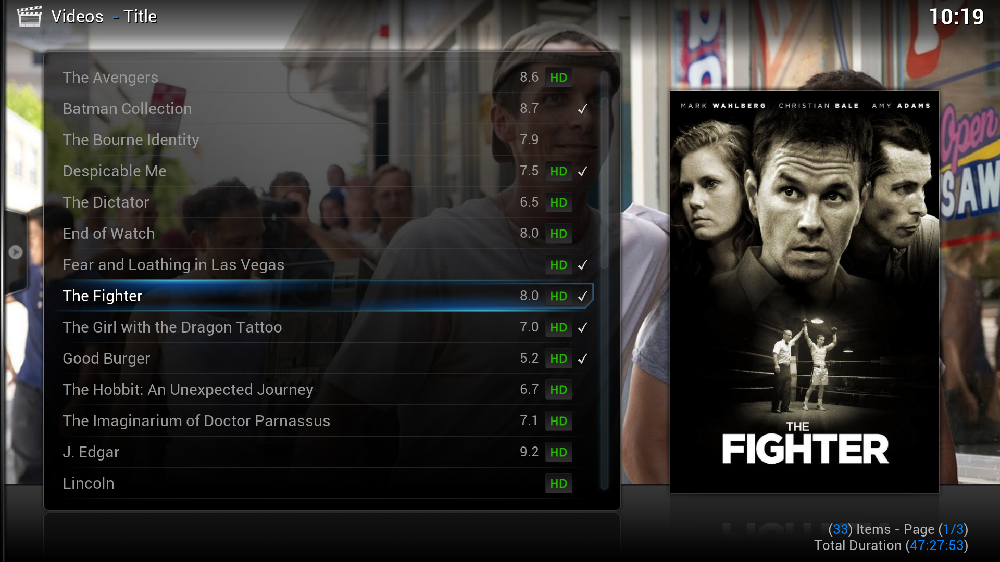 Videos - Title
10:19
The Avengers 8.6 HD
Batman Collection 8.7 ✓
The Bourne Identity 7.9
Despicable Me 7.5 HD ✓
The Dictator 6.5 HD
End of Watch 8.0 HD
Fear and Loathing in Las Vegas HD ✓
The Fighter 8.0 HD ✓
The Girl with the Dragon Tattoo 7.0 HD ✓
Good Burger 5.2 HD ✓
The Hobbit: An Unexpected Journey 6.7 HD
The Imaginarium of Doctor Parnassus 7.1 HD
J. Edgar 9.2 HD
Lincoln HD
MARK WAHLBERG CHRISTIAN BALE AMY ADAMS
THE
FIGHTER
Open
SAW
(33) Items - Page (1/3)
Total Duration (47:27:53)